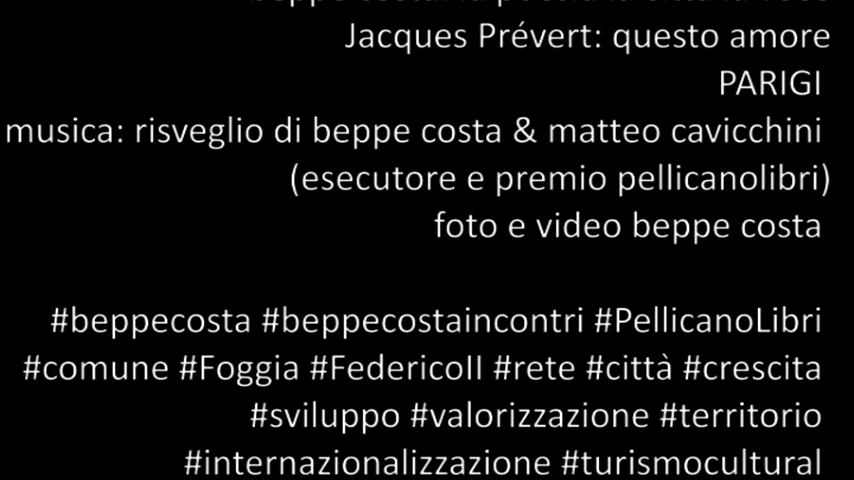 Jacques Prévert: questo amore
PARIGI
musica: risveglio di beppe costa & matteo cavicchini
(esecutore e premio pellicanolibri)
foto e video beppe costa
#beppecosta #beppecostaincontri #PellicanoLibri
#comune #Foggia #FedericoII #rete #città #crescita
#sviluppo #valorizzazione #territorio
#internazionalizzazione #turismocultural